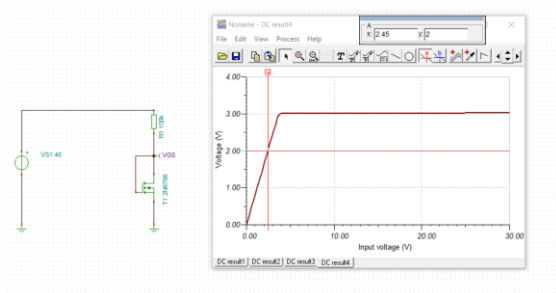 Noname - DC result4
A
x: 2.45 y: 2
File Edit View Process Help
a
4.00
3.00
2.00
1.00
0.00
Voltage (V)
0.00 10.00 20.00 30.00
Input voltage (V)
DC result1 DC result2 DC result3 DC result4
VS1 40
R1 100k
VGS